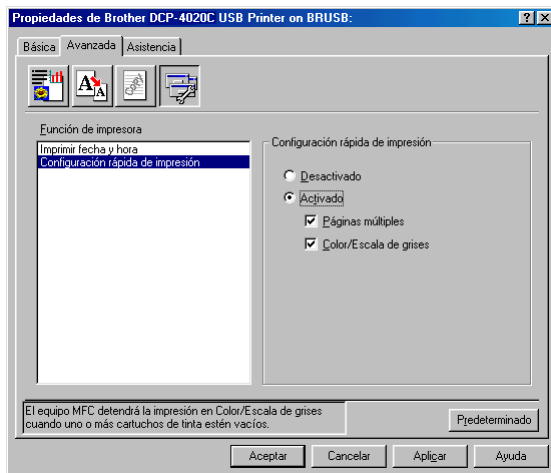 Propiedades de Brother DCP-4020C USB Printer on BRUSB:
Básica Avanzada Asistencia
Función de impresora
Imprimir fecha y hora
Configuración rápida de impresión
Configuración rápida de impresión
Desactivado
Activado
Páginas múltiples
Color/Escala de grises
El equipo MFC detendrá la impresión en Color/Escala de grises
cuando uno o más cartuchos de tinta estén vacíos.
Predeterminado
Aceptar Cancelar Aplicar Ayuda